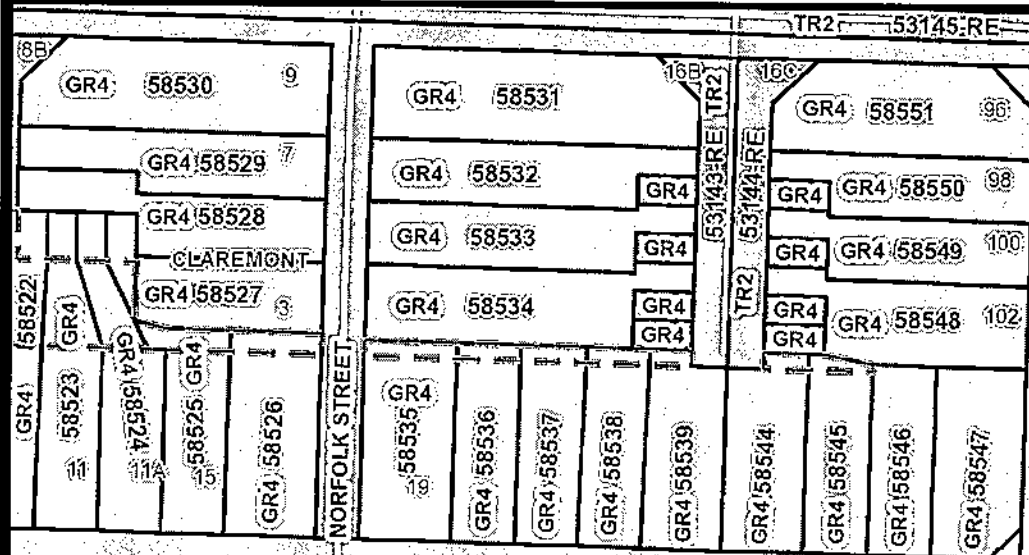 TR2 53145-RE
8B
GR4 58530 9
GR4 58531
16B
16C
GR4 58551 96
GR4 58529 7
GR4 58532
GR4
53143-RE TR2
53144-RE
TR2
GR4
GR4 58550 98
GR4 58528
GR4 58533
GR4
GR4
GR4 58549 100
CLAREMONT
GR4 58527 3
GR4 58534
GR4
GR4
GR4
GR4
GR4 58548 102
GR4 58522
GR4 58523
11
GR4 58524
11A
GR4 58525
15
GR4 58526
NORFOLK STREET
GR4 58535
19
GR4 58536
GR4 58537
GR4 58538
GR4 58539
GR4 58544
GR4 58545
GR4 58546
GR4 58547